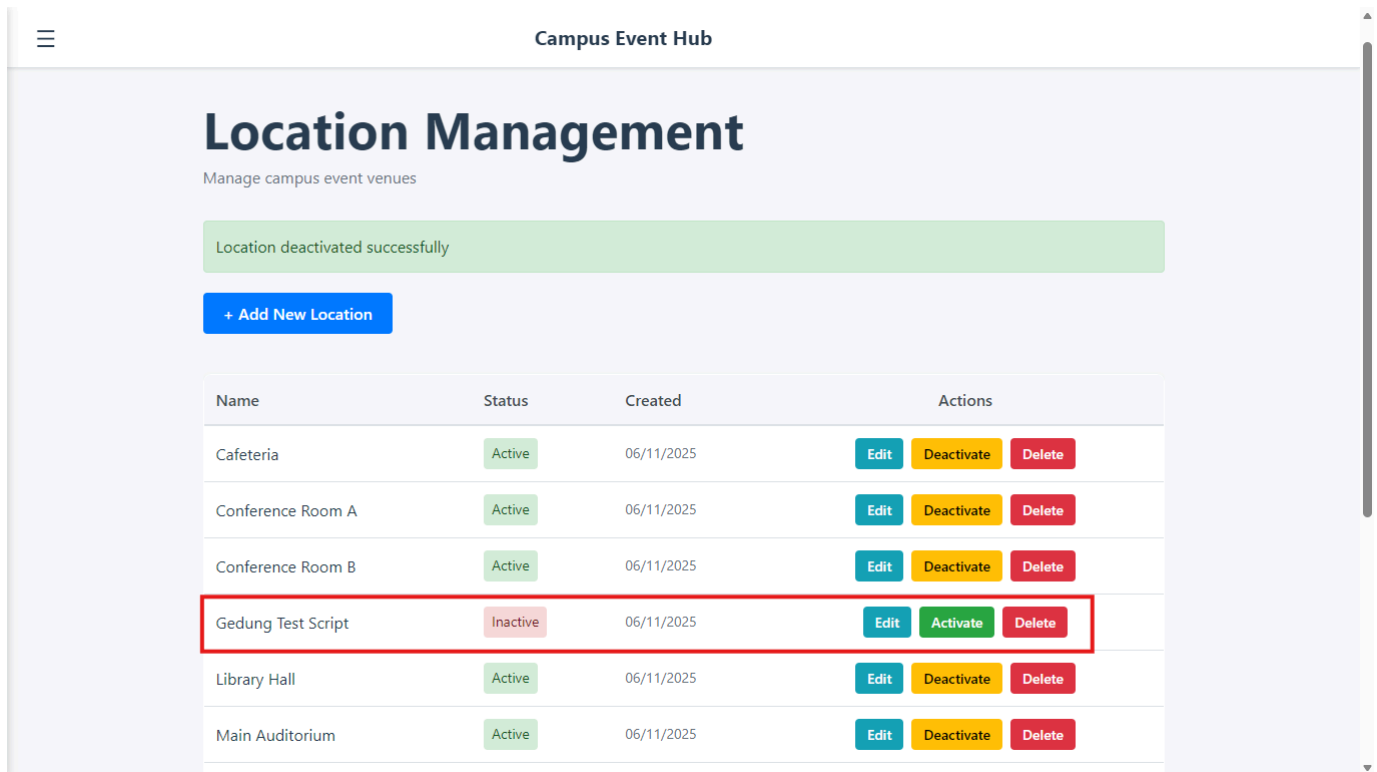 ☰ Campus Event Hub
Location Management
Manage campus event venues
Location deactivated successfully
+ Add New Location
Name Status Created Actions
Cafeteria Active 06/11/2025 Edit Deactivate Delete
Conference Room A Active 06/11/2025 Edit Deactivate Delete
Conference Room B Active 06/11/2025 Edit Deactivate Delete
Gedung Test Script Inactive 06/11/2025 Edit Activate Delete
Library Hall Active 06/11/2025 Edit Deactivate Delete
Main Auditorium Active 06/11/2025 Edit Deactivate Delete